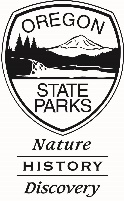 OREGON
STATE
PARKS
Nature
HISTORY
Discovery